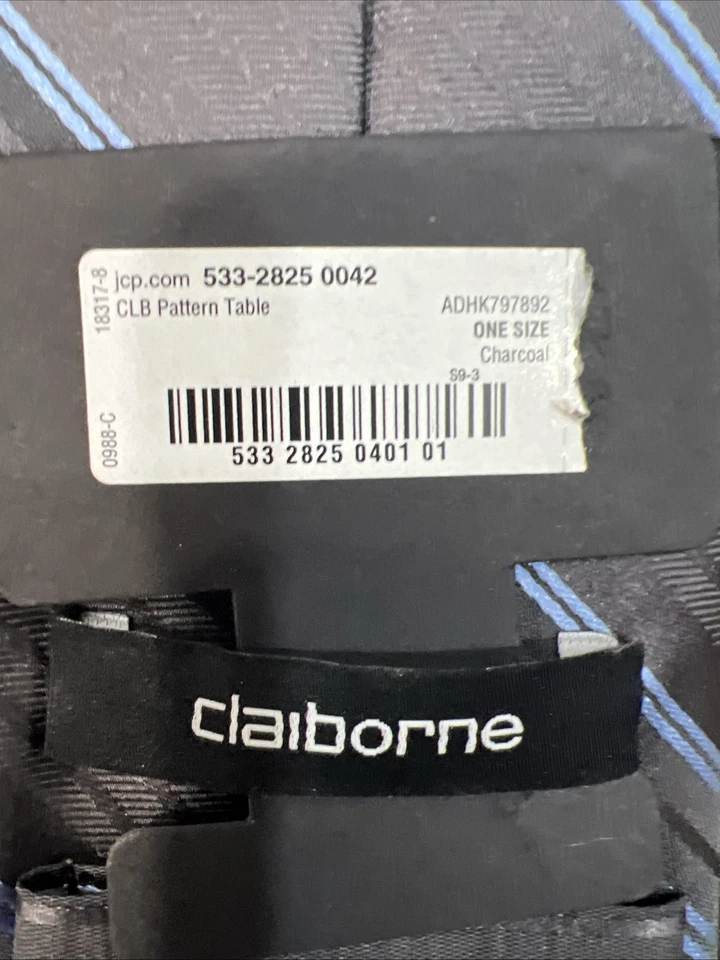 18317-8
jcp.com 533-2825 0042
CLB Pattern Table
ADHK797892
ONE SIZE
Charcoal
S9-3
0988-C
533 2825 0401 01
claiborne